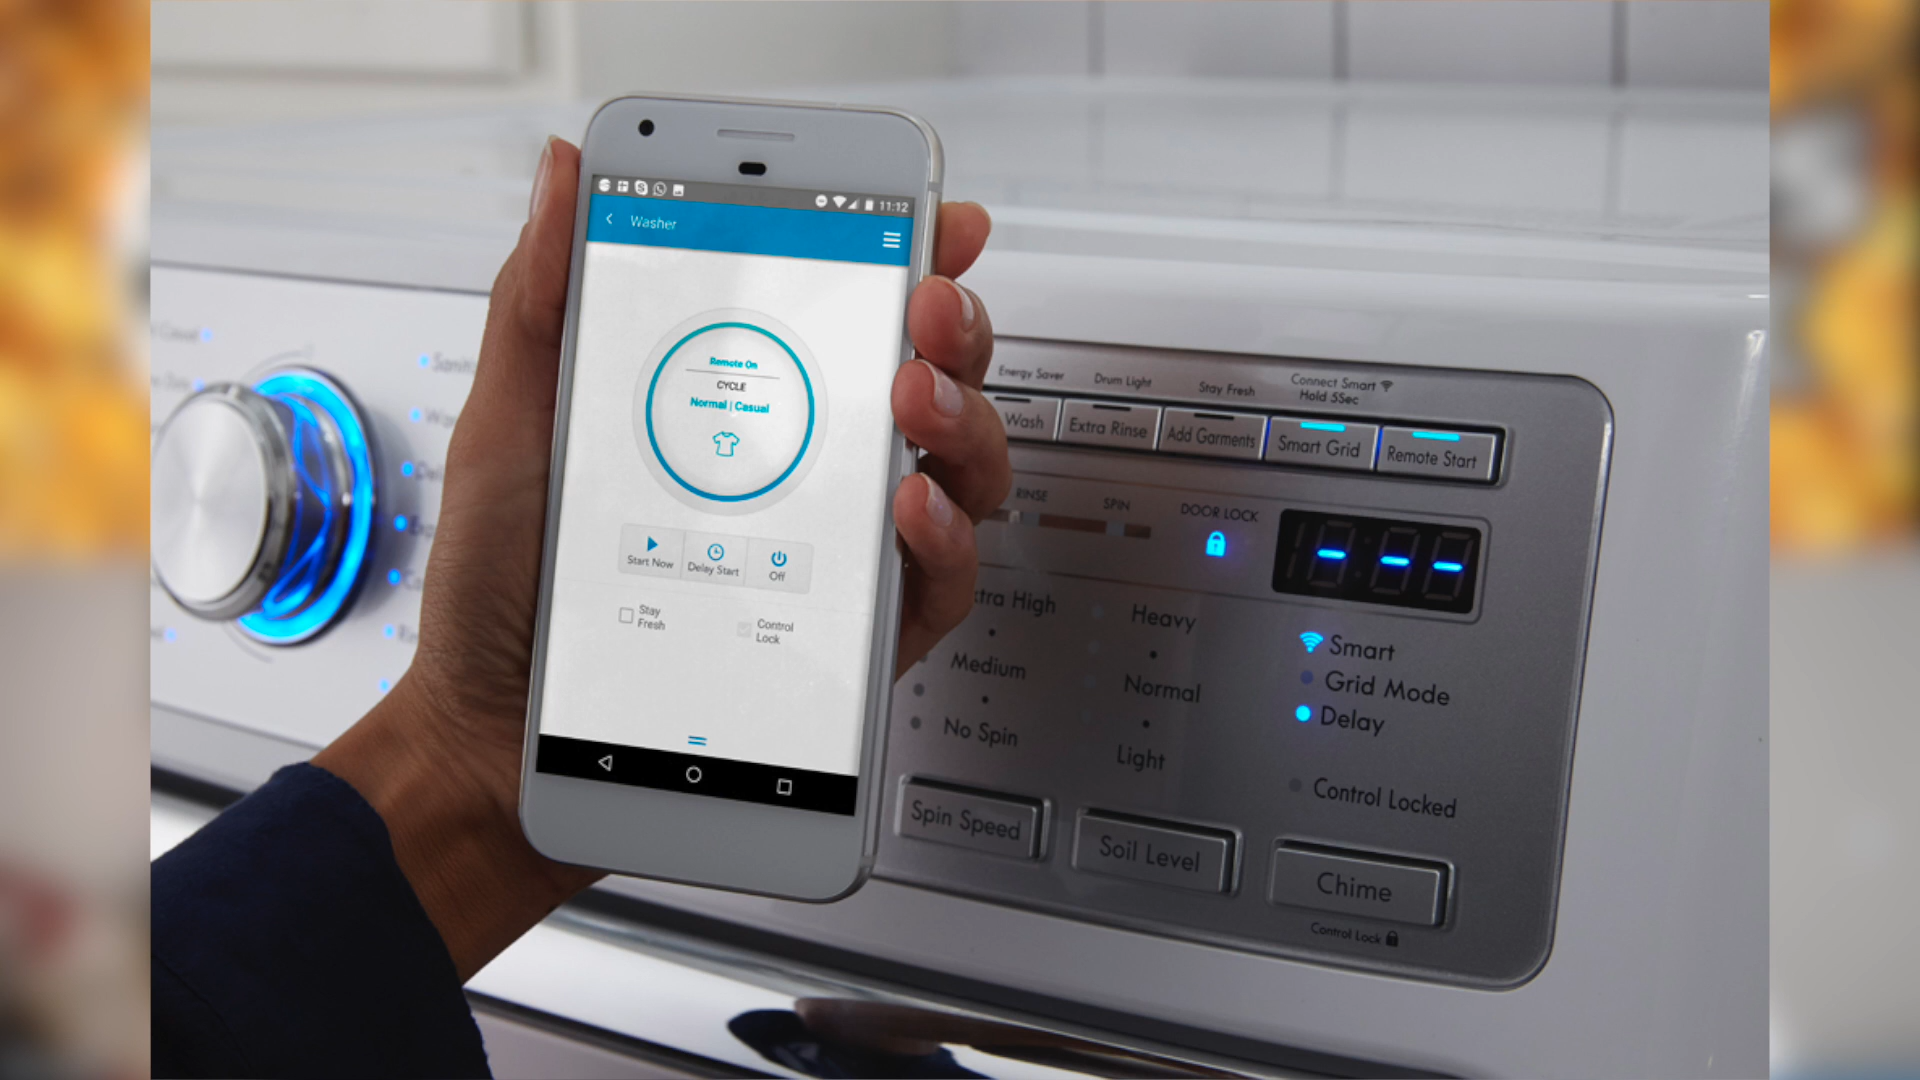 11:12
Washer
Remote On
CYCLE
Normal | Casual
Start Now
Delay Start
Off
Stay
Fresh
Control
Lock
Energy Saver
Drum Light
Stay Fresh
Connect Smart
Hold 5Sec
Wash
Extra Rinse
Add Garments
Smart Grid
Remote Start
RINSE
SPIN
DOOR LOCK
- - -
Heavy
Normal
Light
High
Medium
No Spin
Smart
Grid Mode
Delay
Control Locked
Spin Speed
Soil Level
Chime
Control Lock